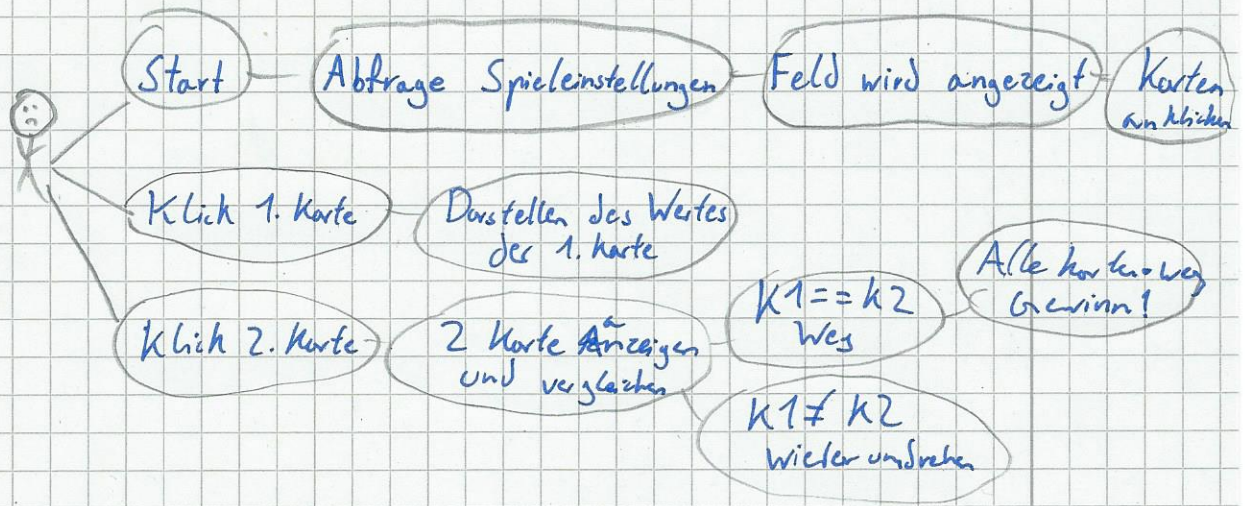 Start
Abfrage Spieleinstellungen
Feld wird angezeigt
Karten
anklicken
Klick 1. Karte
Darstellen des Wertes
der 1. Karte
Klick 2. Karte
2 Karte anzeigen
und vergleichen
K1==K2
Weg
Alle Karten weg
Gewinn!
K1≠K2
wieder umdrehen